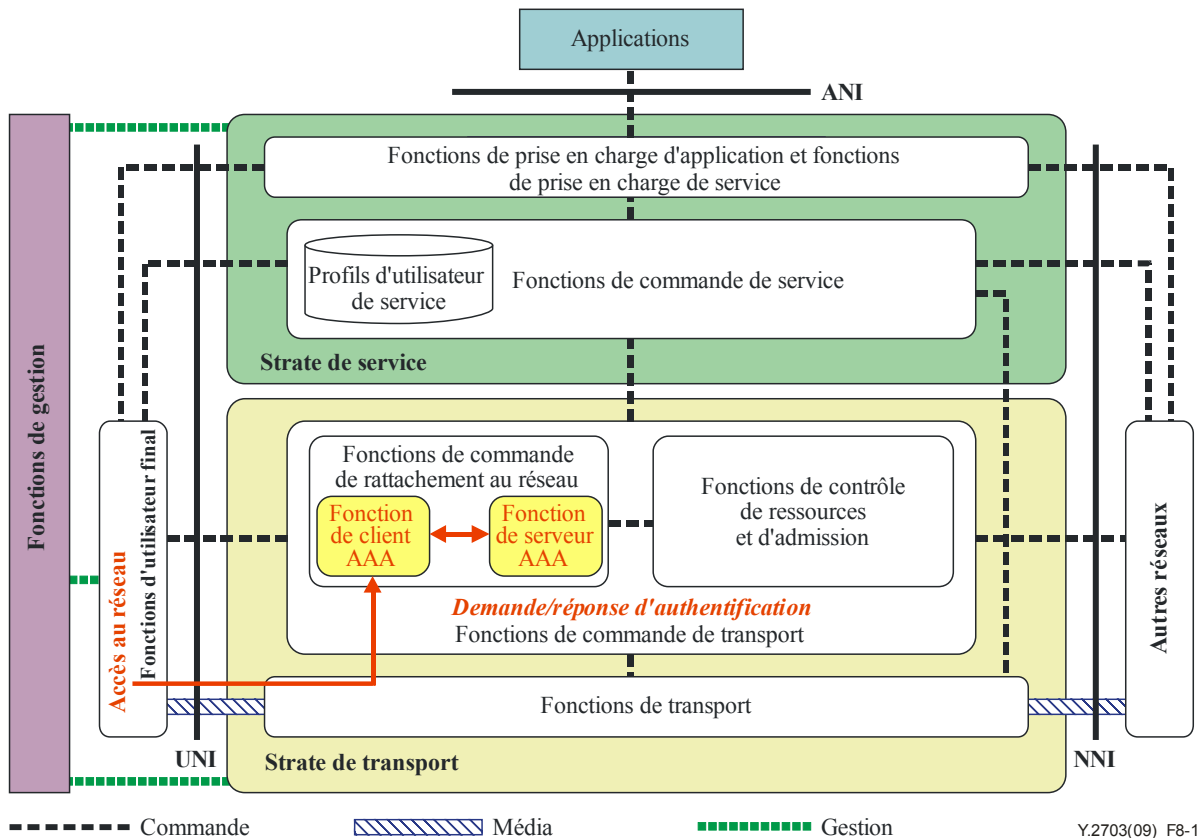 Applications
ANI
Fonctions de prise en charge d'application et fonctions
de prise en charge de service
Profils d'utilisateur
de service
Fonctions de commande de service
Strate de service
Fonctions de gestion
Accès au réseau
Fonctions d'utilisateur final
Fonctions de commande
de rattachement au réseau
Fonction
de client
AAA
Fonction
de serveur
AAA
Fonctions de contrôle
de ressources
et d'admission
Demande/réponse d'authentification
Fonctions de commande de transport
Autres réseaux
Fonctions de transport
UNI
Strate de transport
NNI
Commande
Média
Gestion
Y.2703(09)_F8-1